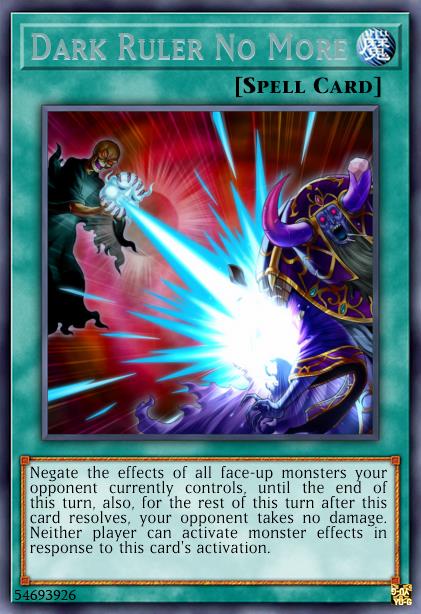 DARK RULER NO MORE 魔
[SPELL CARD]
Negate the effects of all face-up monsters your
opponent currently controls, until the end of
this turn, also, for the rest of this turn after this
card resolves, your opponent takes no damage.
Neither player can activate monster effects in
response to this card's activation.
54693926